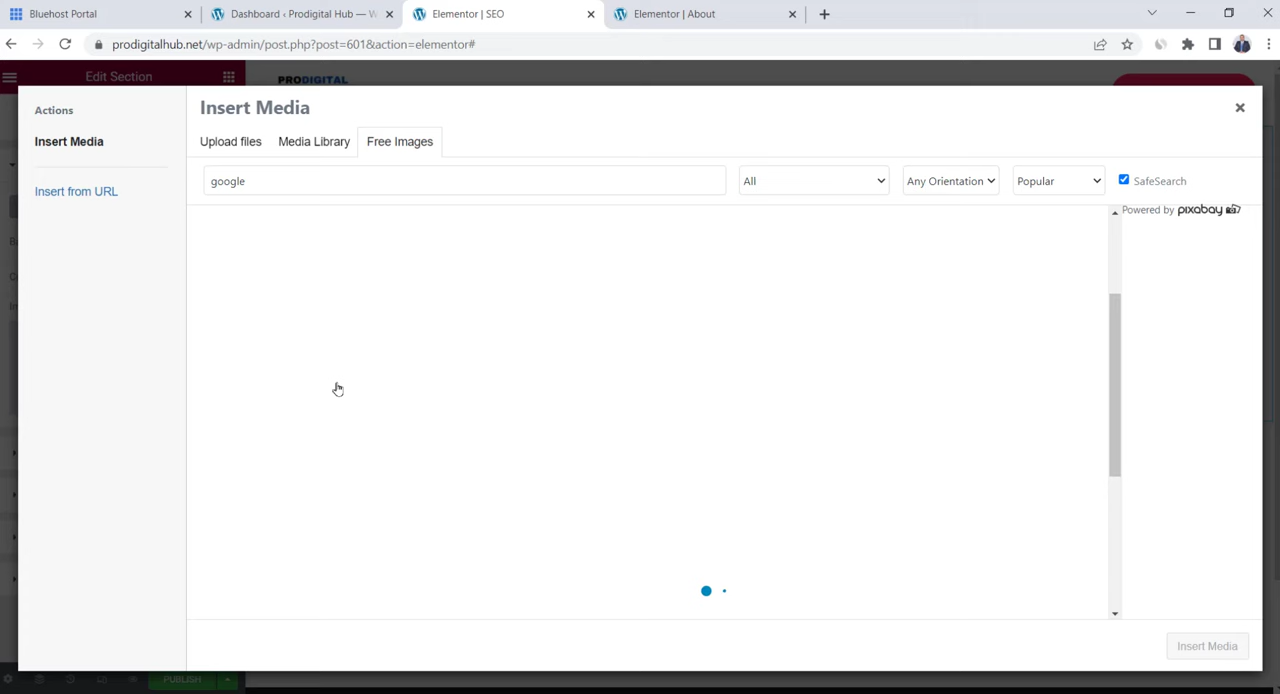 Bluehost Portal
Dashboard ‹ Prodigital Hub — W
Elementor | SEO
Elementor | About
prodigitalhub.net/wp-admin/post.php?post=601&action=elementor#
Edit Section
PRODIGITAL
Actions
Insert Media
Insert from URL
Insert Media
Upload files
Media Library
Free Images
google
All
Any Orientation
Popular
SafeSearch
Powered by pixabay
Insert Media
PUBLISH